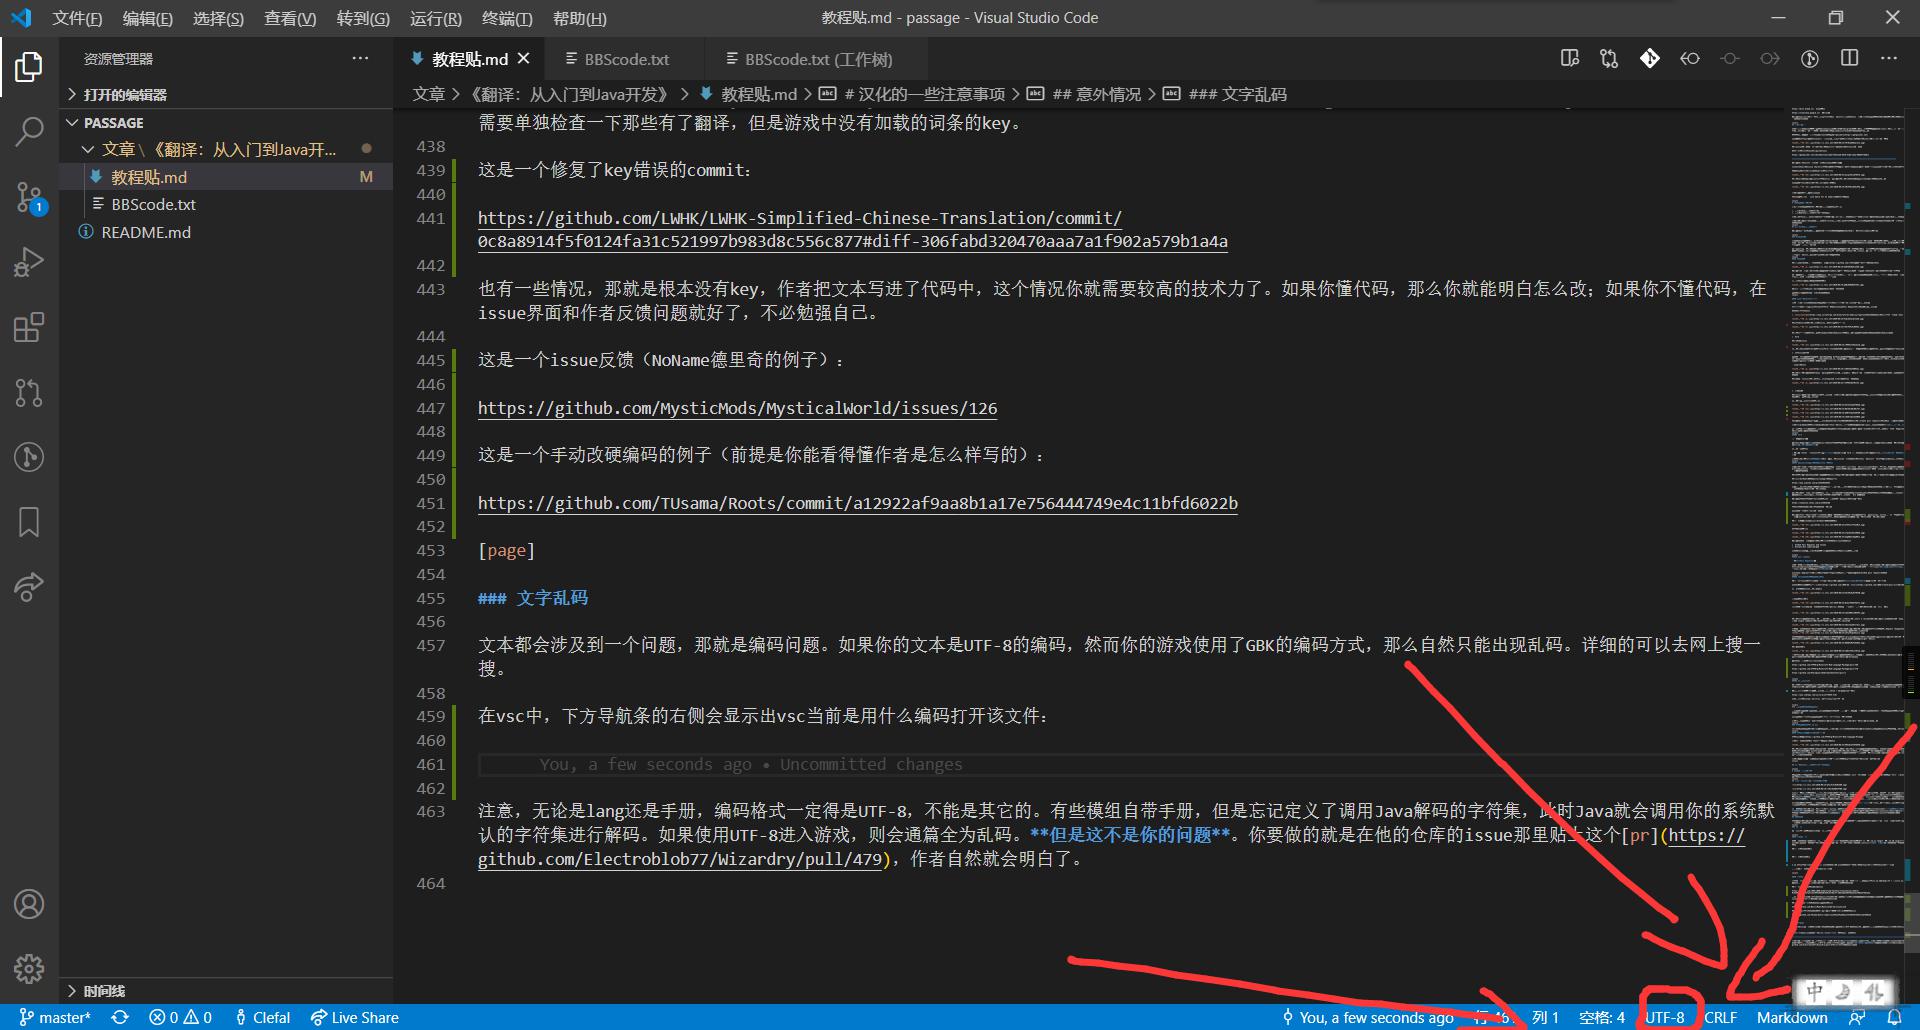 文件(F) 编辑(E) 选择(S) 查看(V) 转到(G) 运行(R) 终端(T) 帮助(H) 教程贴.md - passage - Visual Studio Code
资源管理器
打开的编辑器
PASSAGE
文章 \ 《翻译：从入门到Java开...
教程贴.md M
BBScode.txt
README.md
时间线
1
教程贴.md BBScode.txt BBScode.txt (工作树)
文章 > 《翻译：从入门到Java开发》 > 教程贴.md > # 汉化的一些注意事项 > ## 意外情况 > ### 文字乱码
需要单独检查一下那些有了翻译，但是游戏中没有加载的词条的key。
438
439 这是一个修复了key错误的commit：
440
441 https://github.com/LWHK/LWHK-Simplified-Chinese-Translation/commit/
0c8a8914f5f0124fa31c521997b983d8c556c877#diff-306fabd320470aaa7a1f902a579b1a4a
442
443 也有一些情况，那就是根本没有key，作者把文本写进了代码中，这个情况你就需要较高的技术力了。如果你懂代码，那么你就能明白怎么改；如果你不懂代码，在
issue界面和作者反馈问题就好了，不必勉强自己。
444
445 这是一个issue反馈（NoName德里奇的例子）：
446
447 https://github.com/MysticMods/MysticalWorld/issues/126
448
449 这是一个手动改硬编码的例子（前提是你能看得懂作者是怎么样写的）：
450
451 https://github.com/TUsama/Roots/commit/a12922af9aa8b1a17e756444749e4c11bfd6022b
452
453 [page]
454
455 ### 文字乱码
456
457 文本都会涉及到一个问题，那就是编码问题。如果你的文本是UTF-8的编码，然而你的游戏使用了GBK的编码方式，那么自然只能出现乱码。详细的可以去网上搜一
搜。
458
459 在vsc中，下方导航条的右侧会显示出vsc当前是用什么编码打开该文件：
460
461 You, a few seconds ago • Uncommitted changes
462
463 注意，无论是lang还是手册，编码格式一定得是UTF-8，不能是其它的。有些模组自带手册，但是忘记定义了调用Java解码的字符集，此时Java就会调用你的系统默
认的字符集进行解码。如果使用UTF-8进入游戏，则会通篇全为乱码。**但是这不是你的问题**。你要做的就是在他的仓库的issue那里贴上这个[pr](https://
github.com/Electroblob77/Wizardry/pull/479)，作者自然就会明白了。
464
中
master* 0 0 Clefal Live Share You, a few seconds ago 行 461, 列 1 空格: 4 UTF-8 CRLF Markdown